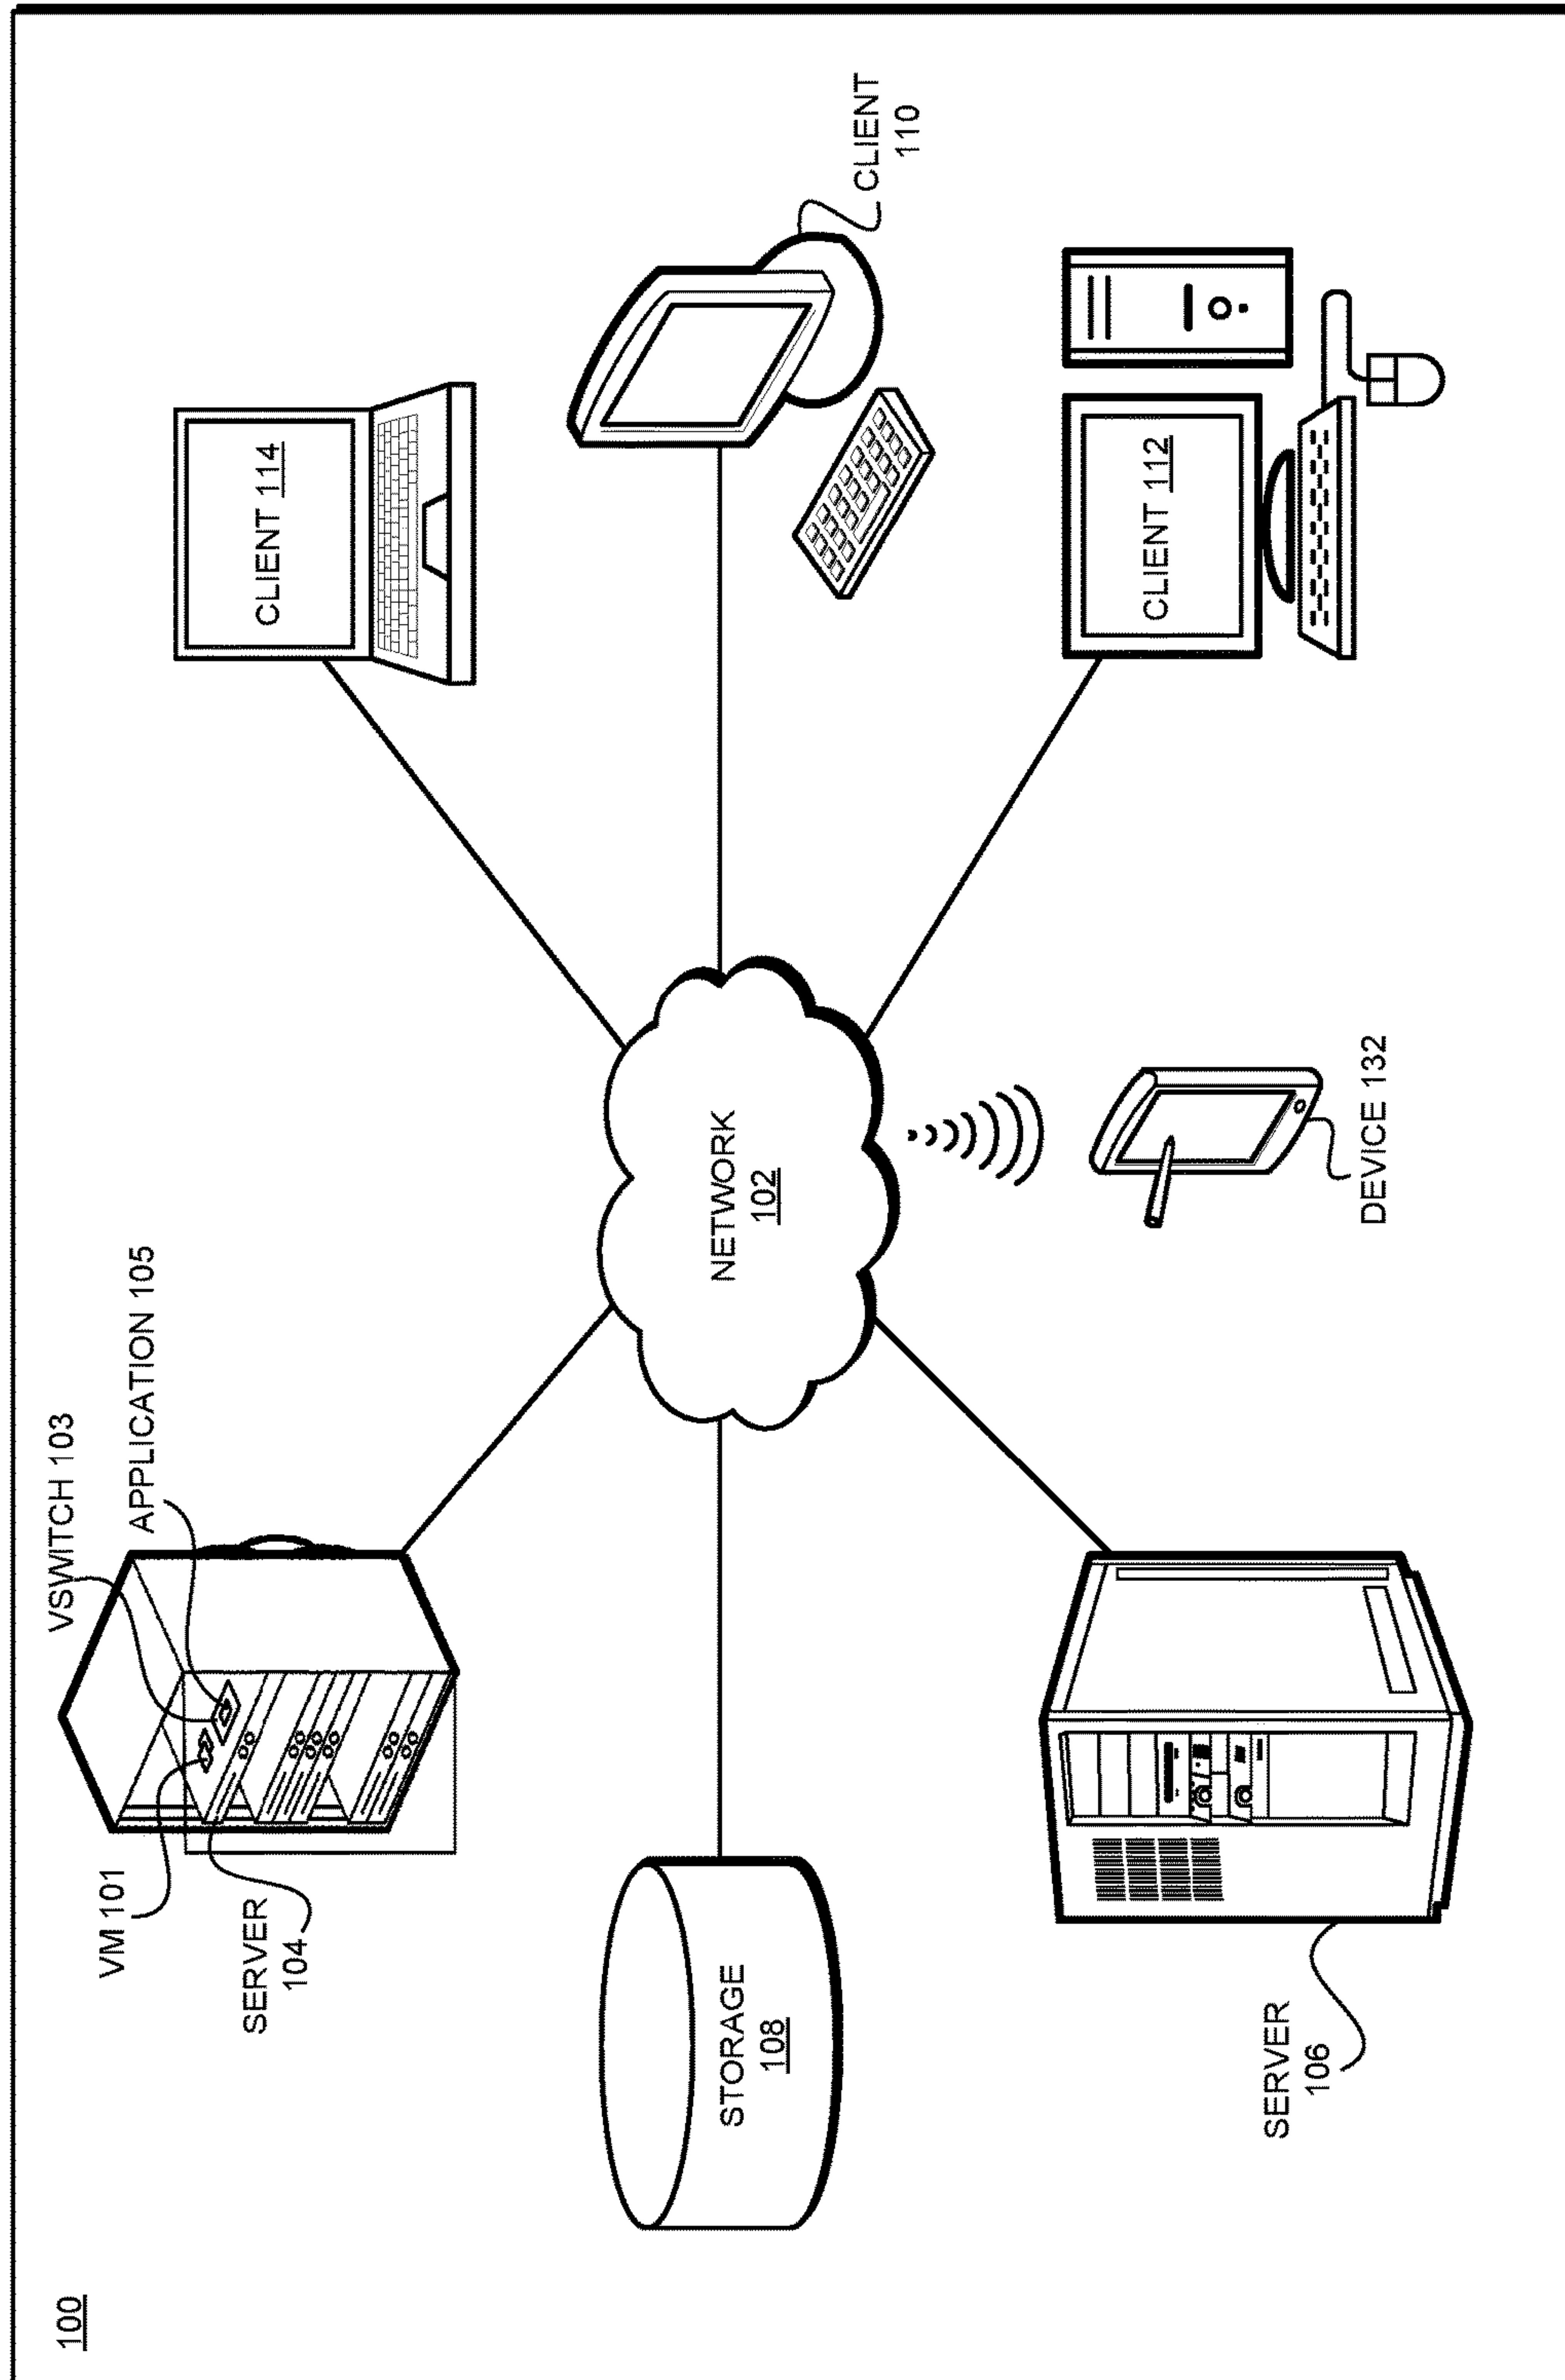 100
VSWITCH 103
APPLICATION 105
VM 101
SERVER
104
CLIENT 114
STORAGE
108
NETWORK
102
CLIENT
110
SERVER
106
DEVICE 132
CLIENT 112